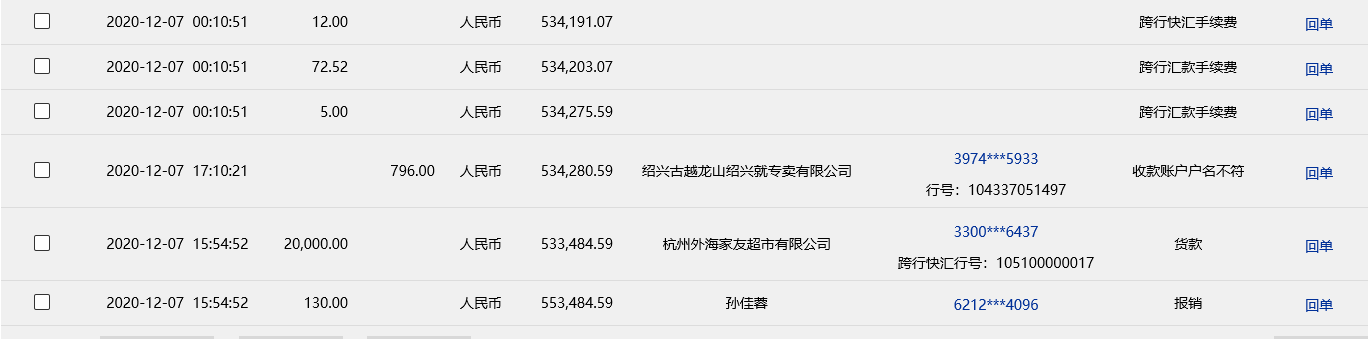 2020-12-07 00:10:51 12.00 人民币 534,191.07 跨行快汇手续费 回单
2020-12-07 00:10:51 72.52 人民币 534,203.07 跨行汇款手续费 回单
2020-12-07 00:10:51 5.00 人民币 534,275.59 跨行汇款手续费 回单
3974***5933
2020-12-07 17:10:21 796.00 人民币 534,280.59 绍兴古越龙山绍兴就专卖有限公司 收款账户户名不符 回单
行号：104337051497
3300***6437
2020-12-07 15:54:52 20,000.00 人民币 533,484.59 杭州外海家友超市有限公司 货款 回单
跨行快汇行号：105100000017
2020-12-07 15:54:52 130.00 人民币 553,484.59 孙佳蓉 6212***4096 报销 回单